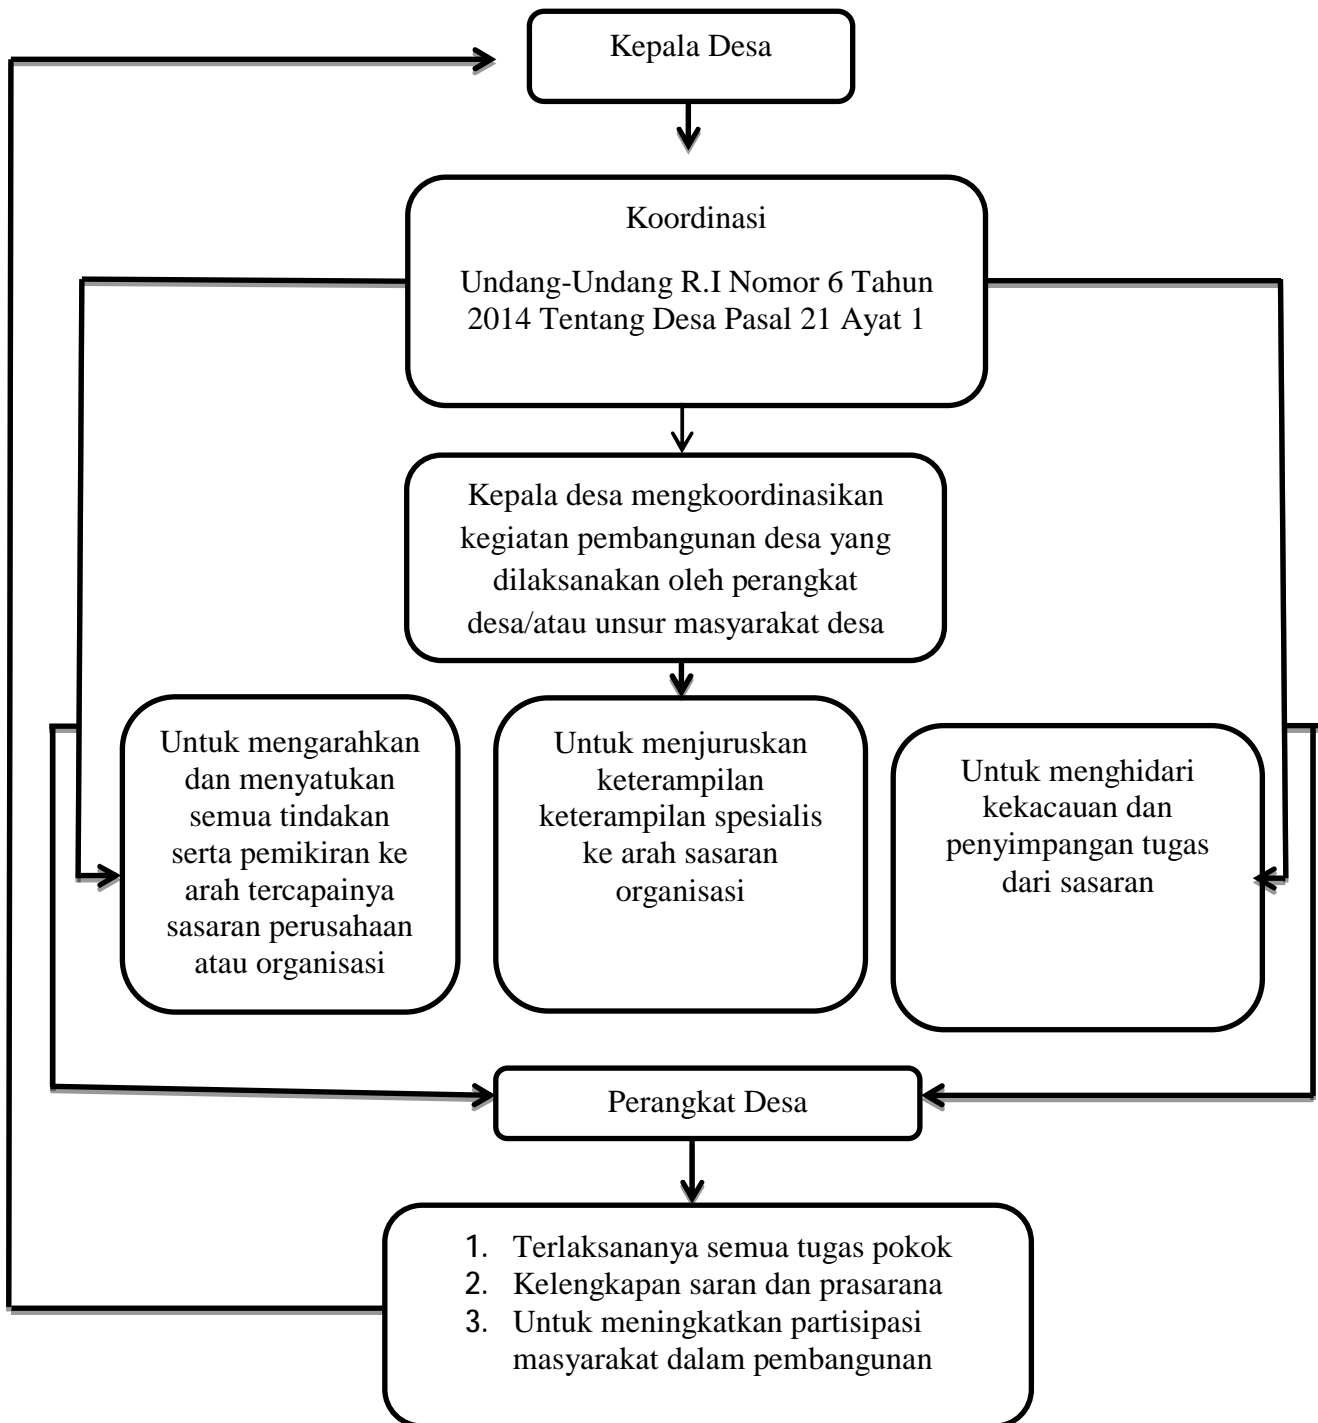 Kepala Desa
Koordinasi
Undang-Undang R.I Nomor 6 Tahun
2014 Tentang Desa Pasal 21 Ayat 1
Kepala desa mengkoordinasikan
kegiatan pembangunan desa yang
dilaksanakan oleh perangkat
desa/atau unsur masyarakat desa
Untuk mengarahkan
dan menyatukan
semua tindakan
serta pemikiran ke
arah tercapainya
sasaran perusahaan
atau organisasi
Untuk menjuruskan
keterampilan
keterampilan spesialis
ke arah sasaran
organisasi
Untuk menghidari
kekacauan dan
penyimpangan tugas
dari sasaran
Perangkat Desa
1. Terlaksananya semua tugas pokok
2. Kelengkapan saran dan prasarana
3. Untuk meningkatkan partisipasi
masyarakat dalam pembangunan